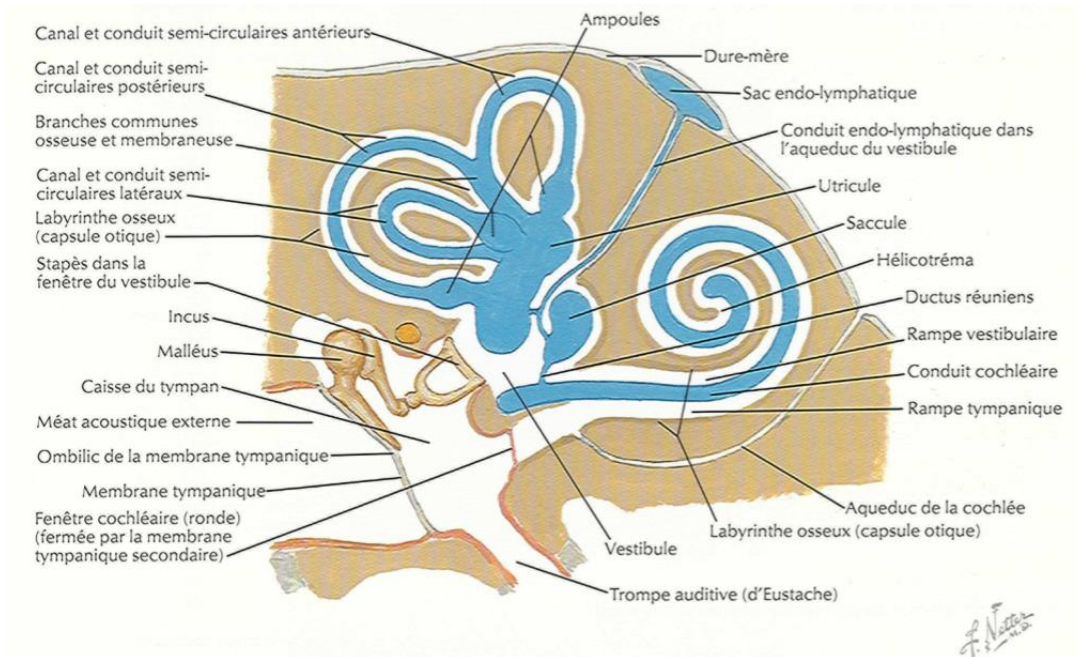 Canal et conduit semi-circulaires antérieurs
Canal et conduit semi-
circulaires postérieurs
Branches communes
osseuse et membraneuse
Canal et conduit semi-
circulaires latéraux
Labyrinthe osseux
(capsule otique)
Stapès dans la
fenêtre du vestibule
Incus
Malléus
Caisse du tympan
Méat acoustique externe
Ombilic de la membrane tympanique
Membrane tympanique
Fenêtre cochléaire (ronde)
(fermée par la membrane
tympanique secondaire)
Ampoules
Dure-mère
Sac endo-lymphatique
Conduit endo-lymphatique dans
l'aqueduc du vestibule
Utricule
Saccule
Hélicotréma
Ductus réuniens
Rampe vestibulaire
Conduit cochléaire
Rampe tympanique
Aqueduc de la cochlée
Labyrinthe osseux (capsule otique)
Vestibule
Trompe auditive (d'Eustache)
F. Netter
M.D.